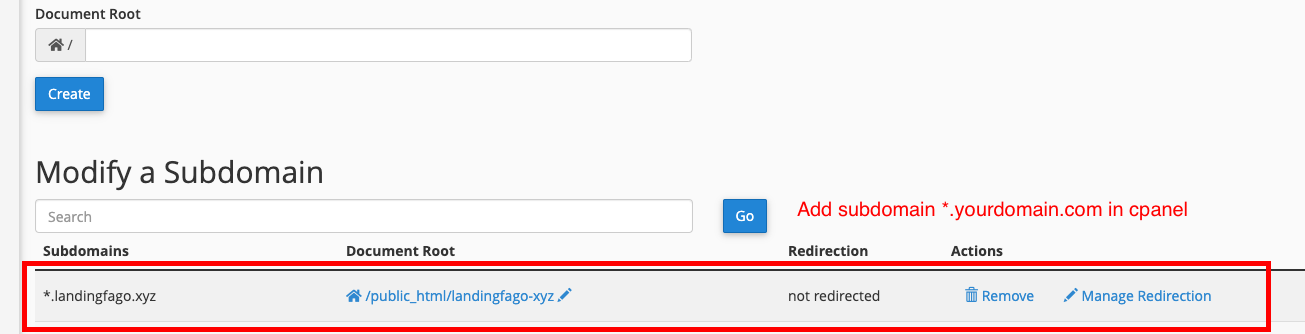 Document Root
/
Create
Modify a Subdomain
Search
Go
Add subdomain *.yourdomain.com in cpanel
Subdomains Document Root Redirection Actions
*.landingfago.xyz /public_html/landingfago-xyz not redirected Remove Manage Redirection